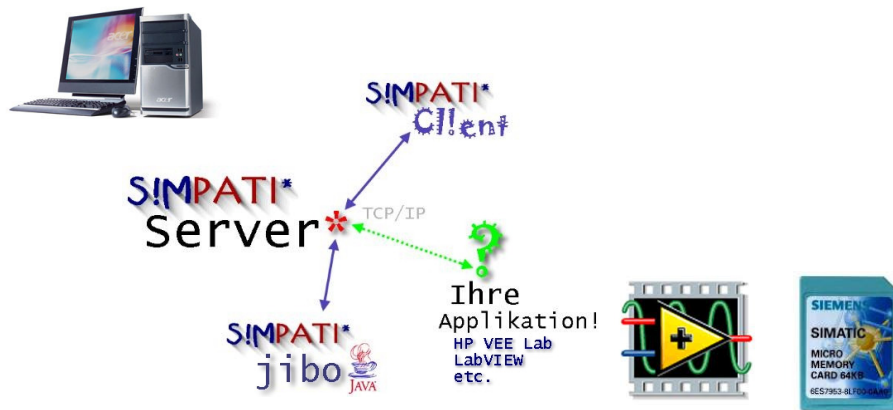 acer
S!MPATI*
Cl!ent
S!MPATI*
Server*
TCP/IP
?
Ihre
Applikation!
HP VEE Lab
LabVIEW
etc.
S!MPATI*
jibo
JAVA
SIEMENS
SIMATIC
MICRO
MEMORY
CARD 64KB